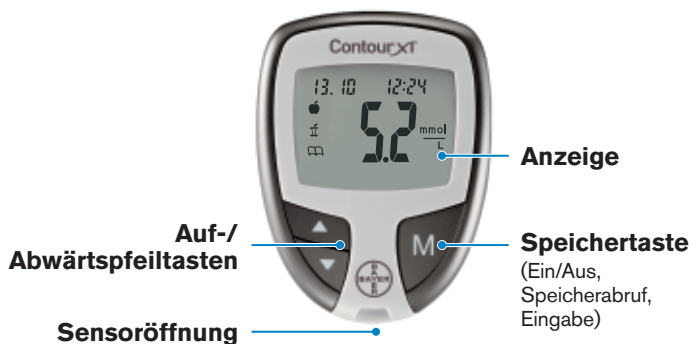 Contour XT
13.10 12:24
5.2 mmol
L
Anzeige
Auf-/
Abwärtspfeiltasten
M
Speichertaste
(Ein/Aus,
Speicherabruf,
Eingabe)
BAYER
Sensoröffnung